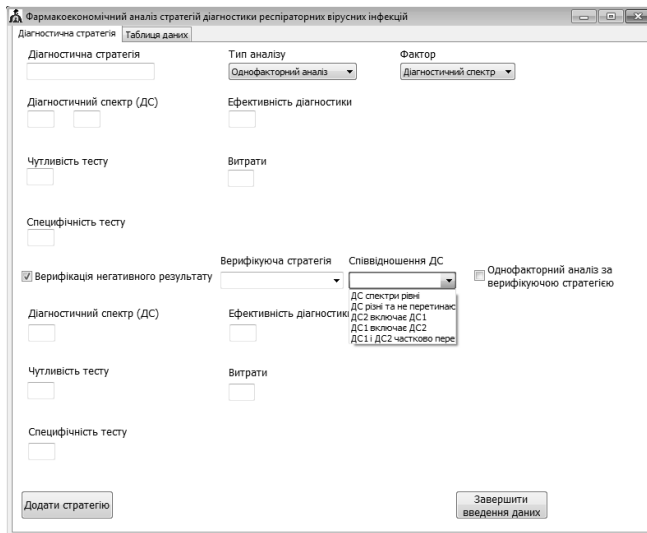 Фармакоекономічний аналіз стратегій діагностики респіраторних вірусних інфекцій
Діагностична стратегія Таблиця даних
Діагностична стратегія Тип аналізу Фактор
Однофакторний аналіз Діагностичний спектр
Діагностичний спектр (ДС) Ефективність діагностики
Чутливість тесту Витрати
Специфічність тесту
Верифікуюча стратегія Співвідношення ДС
Верифікація негативного результату
Однофакторний аналіз за
верифікуючою стратегією
ДС спектри рівні
ДС різні та не перетинаю
ДС2 включає ДС1
ДС1 включає ДС2
ДС1 і ДС2 частково пере
Діагностичний спектр (ДС) Ефективність діагностики
Чутливість тесту Витрати
Специфічність тесту
Додати стратегію
Завершити
введення даних